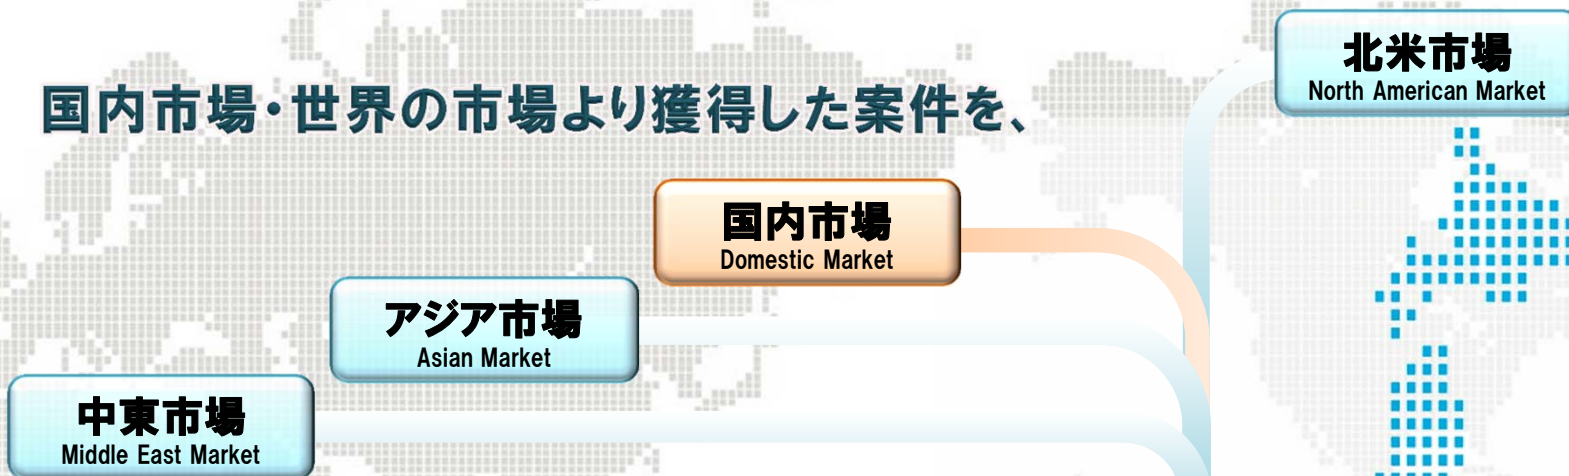 北米市場
North American Market
国内市場・世界の市場より獲得した案件を、
国内市場
Domestic Market
アジア市場
Asian Market
中東市場
Middle East Market